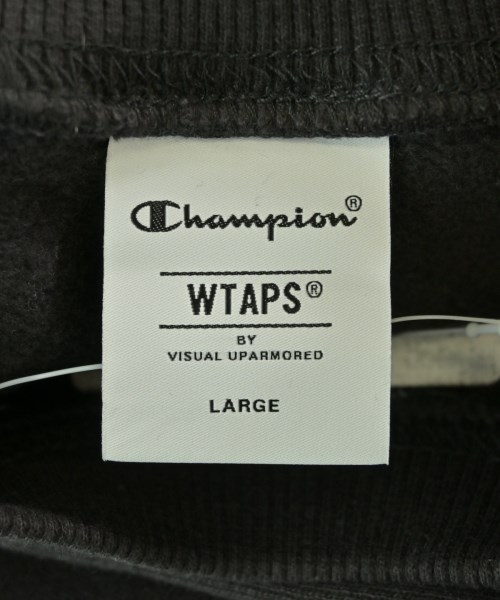 Champion®
WTAPS®
BY
VISUAL UPARMORED
LARGE